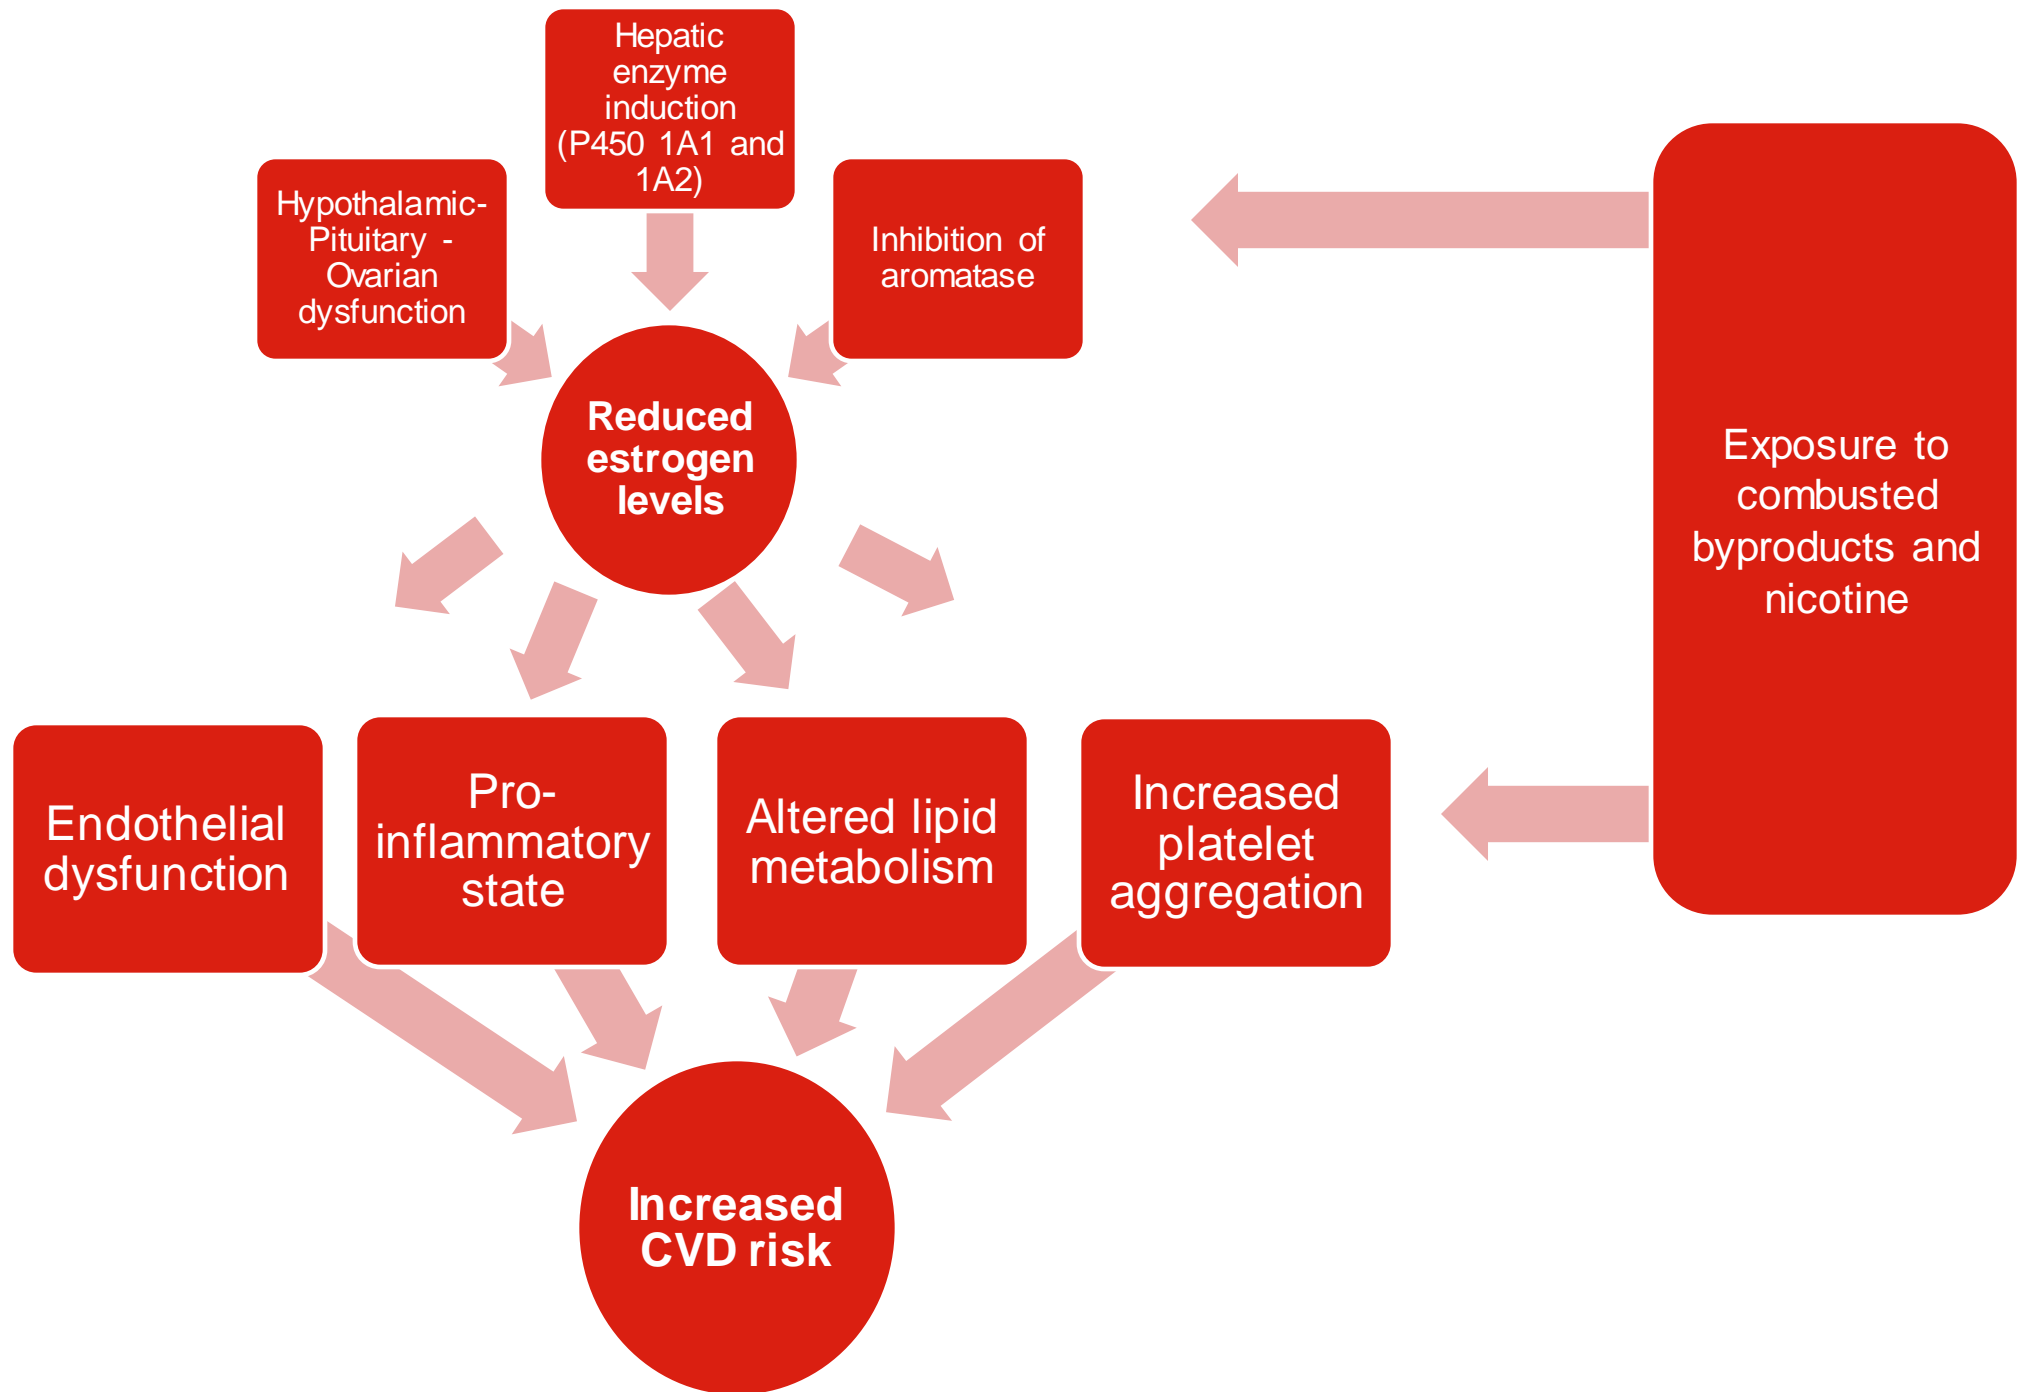 Hepatic
enzyme
induction
(P450 1A1 and
1A2)
Hypothalamic-
Pituitary -
Ovarian
dysfunction
Inhibition of
aromatase
Reduced
estrogen
levels
Exposure to
combusted
byproducts and
nicotine
Endothelial
dysfunction
Pro-
inflammatory
state
Altered lipid
metabolism
Increased
platelet
aggregation
Increased
CVD risk